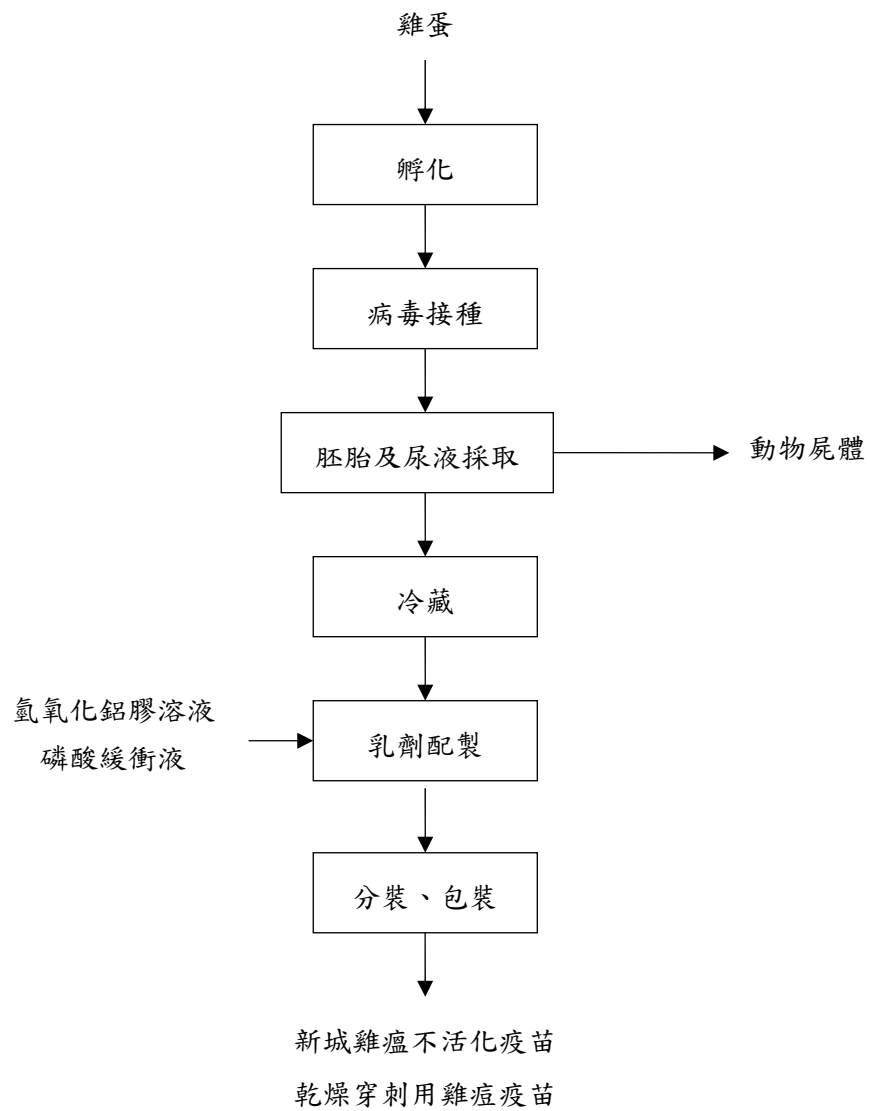 雞蛋
孵化
病毒接種
胚胎及尿液採取
動物屍體
冷藏
氫氧化鋁膠溶液
磷酸緩衝液
乳劑配製
分裝、包裝
新城雞瘟不活化疫苗
乾燥穿刺用雞痘疫苗